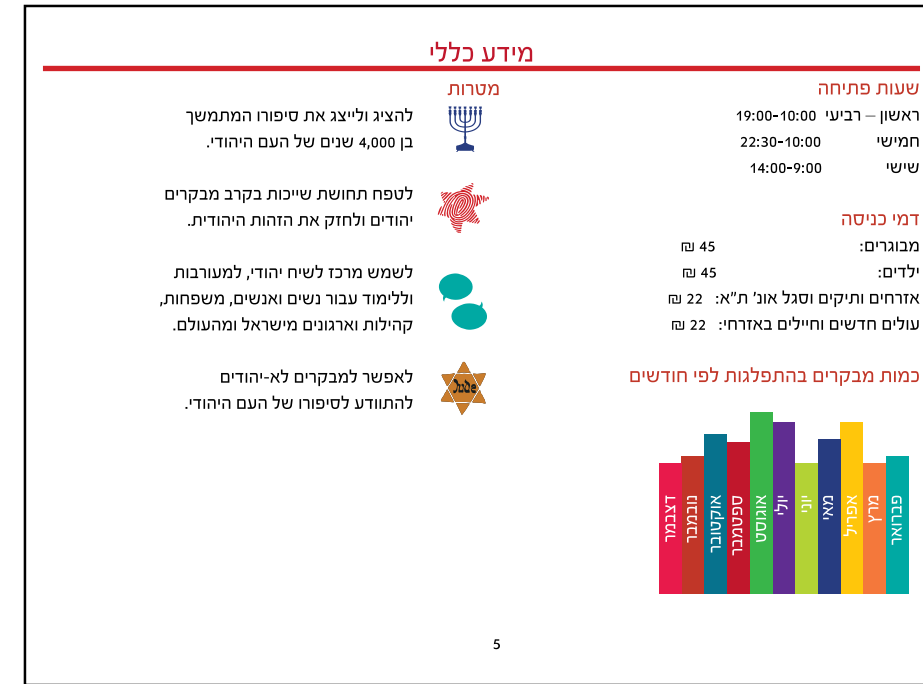 מידע כללי
שעות פתיחה
ראשון – רביעי 19:00-10:00
חמישי 22:30-10:00
שישי 14:00-9:00
דמי כניסה
מבוגרים: 45 ₪
ילדים: 45 ₪
אזרחים ותיקים וסגל אונ' ת"א: 22 ₪
עולים חדשים וחיילים באזרחי: 22 ₪
כמות מבקרים בהתפלגות לפי חודשים
פברואר
מרץ
אפריל
מאי
יוני
יולי
אוגוסט
ספטמבר
אוקטובר
נובמבר
דצמבר
מטרות
להציג ולייצג את סיפורו המתמשך
בן 4,000 שנים של העם היהודי.
לטפח תחושת שייכות בקרב מבקרים
יהודים ולחזק את הזהות היהודית.
לשמש מרכז לשיח יהודי, למעורבות
וללימוד עבור נשים ואנשים, משפחות,
קהילות וארגונים מישראל ומהעולם.
Jude
לאפשר למבקרים לא-יהודים
להתוודע לסיפורו של העם היהודי.
5